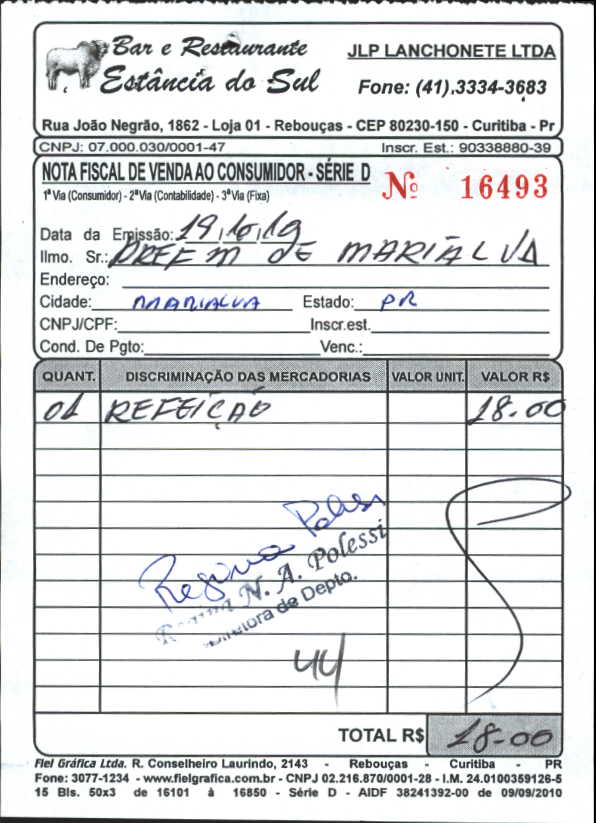 Bar e Restaurante
Estância do Sul
JLP LANCHONETE LTDA
Fone: (41).3334-3683
Rua João Negrão, 1862 - Loja 01 - Rebouças - CEP 80230-150 - Curitiba - Pr
CNPJ: 07.000.030/0001-47 Inscr. Est.: 90338880-39
NOTA FISCAL DE VENDA AO CONSUMIDOR - SÉRIE D
1ª Via (Consumidor) - 2ª Via (Contabilidade) - 3ª Via (Fixa)
Nº 16493
Data da Emissão: 19,10,19
Ilmo. Sr.: PREF M DE MARIALVA
Endereço:
Cidade: MARIALVA Estado: PR
CNPJ/CPF: Inscr.est.
Cond. De Pgto: Venc.:
QUANT. DISCRIMINAÇÃO DAS MERCADORIAS VALOR UNIT. VALOR R$
01 REFEIÇÃO 18.00
Regina Polessi
Regina N. A. Polessi
Diretora de Depto.
44
TOTAL R$ 18.00
Fiel Gráfica Ltda. R. Conselheiro Laurindo, 2143 - Rebouças - Curitiba - PR
Fone: 3077-1234 - www.fielgrafica.com.br - CNPJ 02.216.870/0001-28 - I.M. 24.0100359126-5
15 Bls. 50x3 de 16101 à 16850 - Série D - AIDF 38241392-00 de 09/09/2010